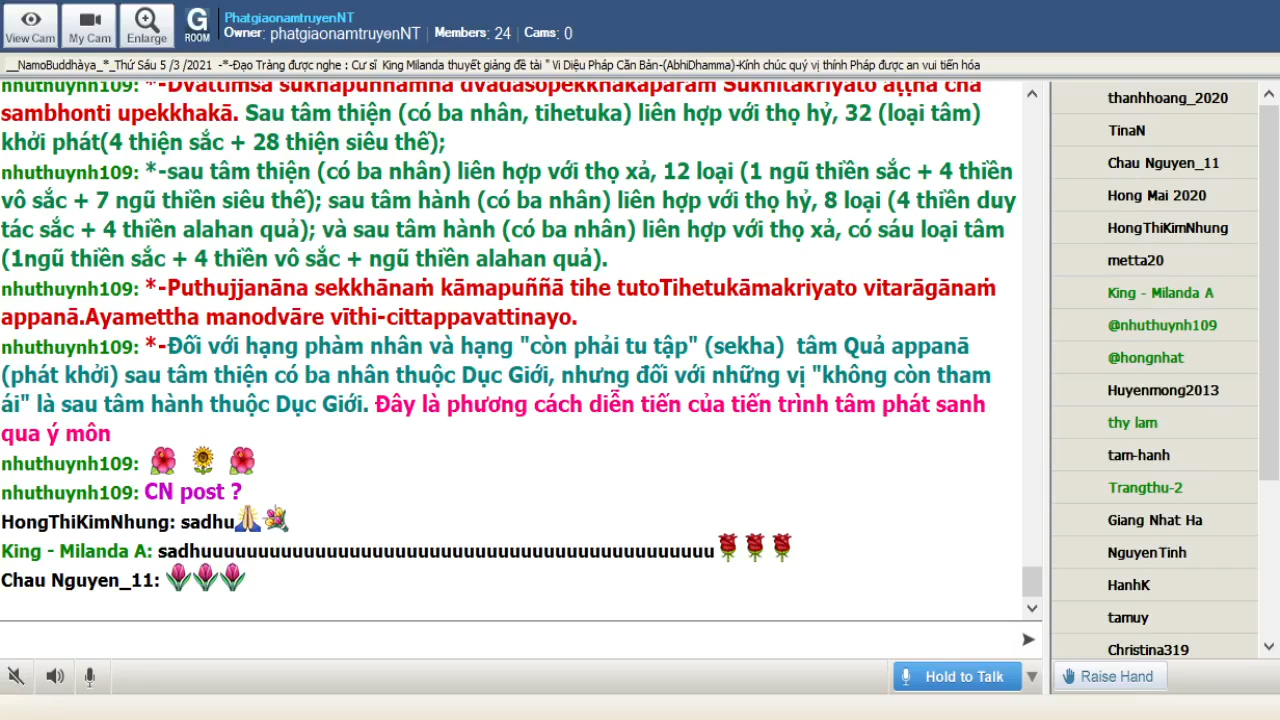 PhatgiaonamtruyenNT
Owner: phatgiaonamtruyenNT | Members: 24 | Cams: 0
View Cam
My Cam
Enlarge
G
ROOM
__NamoBuddhàya_*_Thứ Sáu 5 /3 /2021 -*-Đạo Tràng được nghe : Cư sĩ King Milanda thuyết giảng đề tài " Vi Diệu Pháp Căn Bản-(AbhiDhamma)-Kính chúc quý vị thính Pháp được an vui tiến hóa
nhuthuynh109: *-Dvattimsa sukhapunnamhā dvādasopekkhakāparam Sukhitakriyato aṭṭha cha
sambhonti upekkhakā. Sau tâm thiện (có ba nhân, tihetuka) liên hợp với thọ hỷ, 32 (loại tâm)
khởi phát(4 thiện sắc + 28 thiện siêu thế);
nhuthuynh109: *-sau tâm thiện (có ba nhân) liên hợp với thọ xả, 12 loại (1 ngũ thiền sắc + 4 thiền
vô sắc + 7 ngũ thiền siêu thế); sau tâm hành (có ba nhân) liên hợp với thọ hỷ, 8 loại (4 thiền duy
tác sắc + 4 thiền alahan quả); và sau tâm hành (có ba nhân) liên hợp với thọ xả, có sáu loại tâm
(1ngũ thiền sắc + 4 thiền vô sắc + ngũ thiền alahan quả).
nhuthuynh109: *-Puthujjanāna sekkhānaṁ kāmapuññā tihe tutoTihetukāmakriyato vitarāgānaṁ
appanā.Ayamettha manodvāre vīthi-cittappavattinayo.
nhuthuynh109: *-Đối với hạng phàm nhân và hạng "còn phải tu tập" (sekha) tâm Quả appanā
(phát khởi) sau tâm thiện có ba nhân thuộc Dục Giới, nhưng đối với những vị "không còn tham
ái" là sau tâm hành thuộc Dục Giới. Đây là phương cách diễn tiến của tiến trình tâm phát sanh
qua ý môn
nhuthuynh109:
nhuthuynh109: CN post ?
HongThiKimNhung: sadhu
King - Milanda A: sadhuuuuuuuuuuuuuuuuuuuuuuuuuuuuuuuuuuuuuuuuuuuuuu
Chau Nguyen_11:
thanhhoang_2020
TinaN
Chau Nguyen_11
Hong Mai 2020
HongThiKimNhung
metta20
King - Milanda A
@nhuthuynh109
@hongnhat
Huyenmong2013
thy lam
tam-hanh
Trangthu-2
Giang Nhat Ha
NguyenTinh
HanhK
tamuy
Christina319
Hold to Talk
Raise Hand